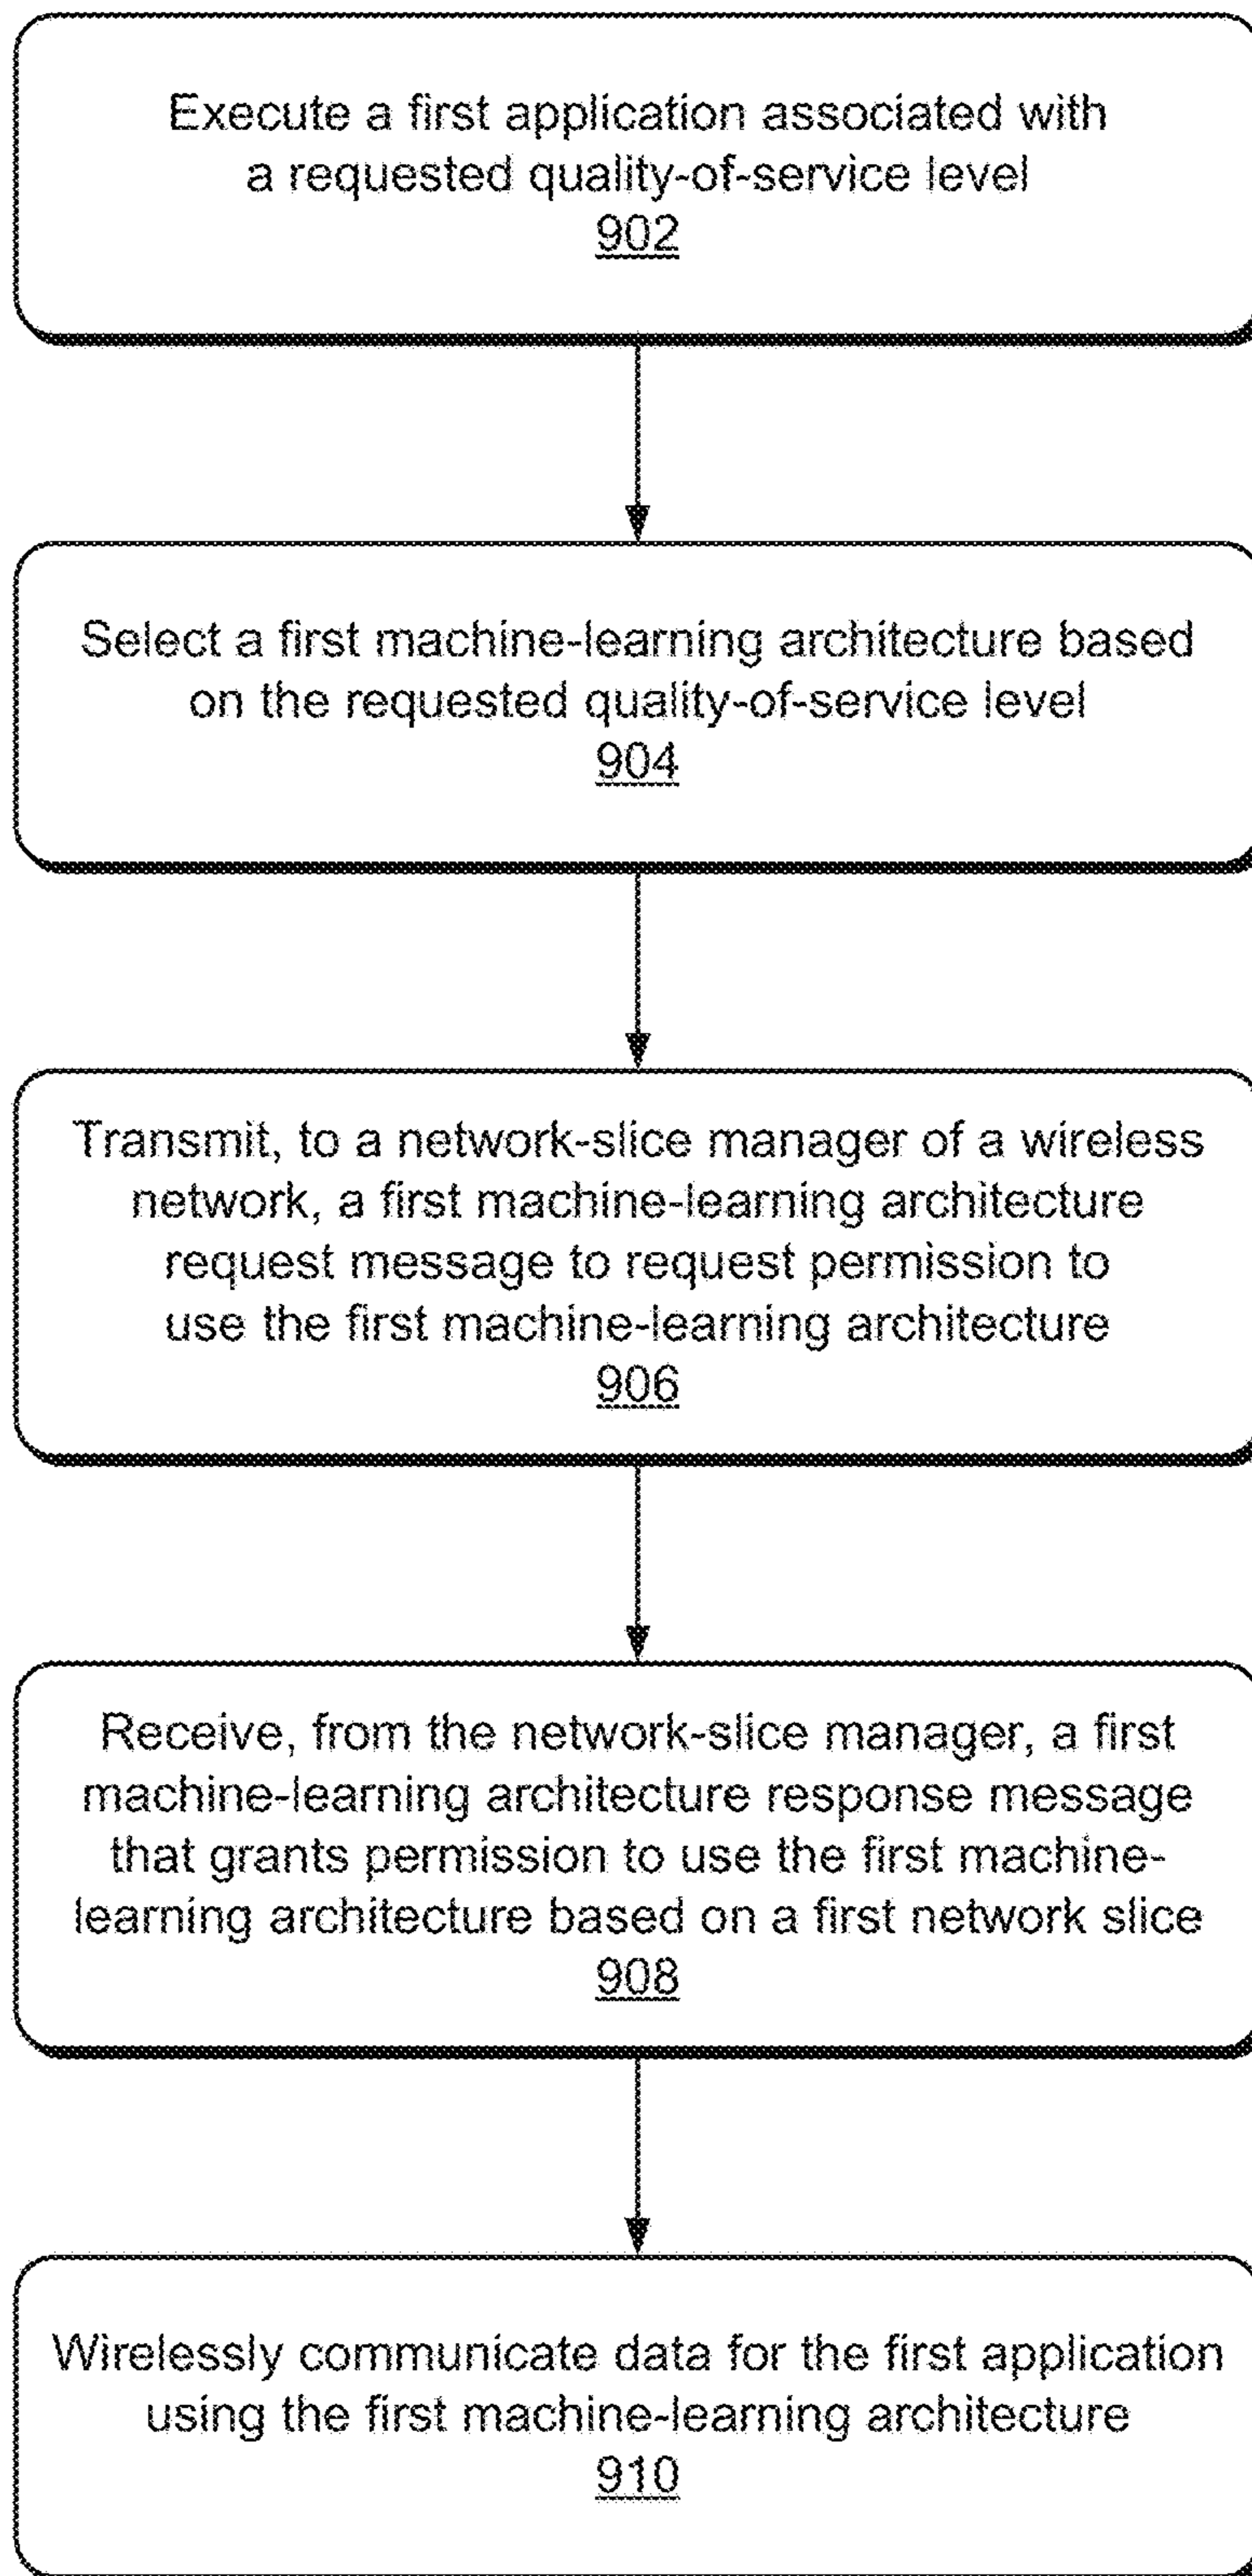 Execute a first application associated with
a requested quality-of-service level
902
Select a first machine-learning architecture based
on the requested quality-of-service level
904
Transmit, to a network-slice manager of a wireless
network, a first machine-learning architecture
request message to request permission to
use the first machine-learning architecture
906
Receive, from the network-slice manager, a first
machine-learning architecture response message
that grants permission to use the first machine-
learning architecture based on a first network slice
908
Wirelessly communicate data for the first application
using the first machine-learning architecture
910